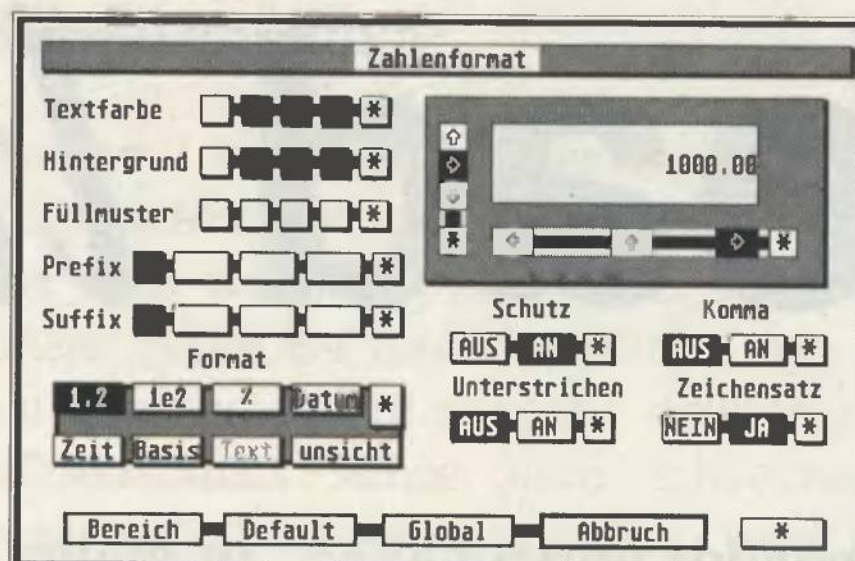 Zahlenformat
Textfarbe *
Hintergrund *
Füllmuster *
Prefix *
Suffix *
1000.00
*
*
Schutz Komma
AUS AN * AUS AN *
Unterstrichen Zeichensatz
AUS AN * NEIN JA *
Format
1.2 1e2 % Datum *
Zeit Basis Text unsicht
Bereich Default Global Abbruch *